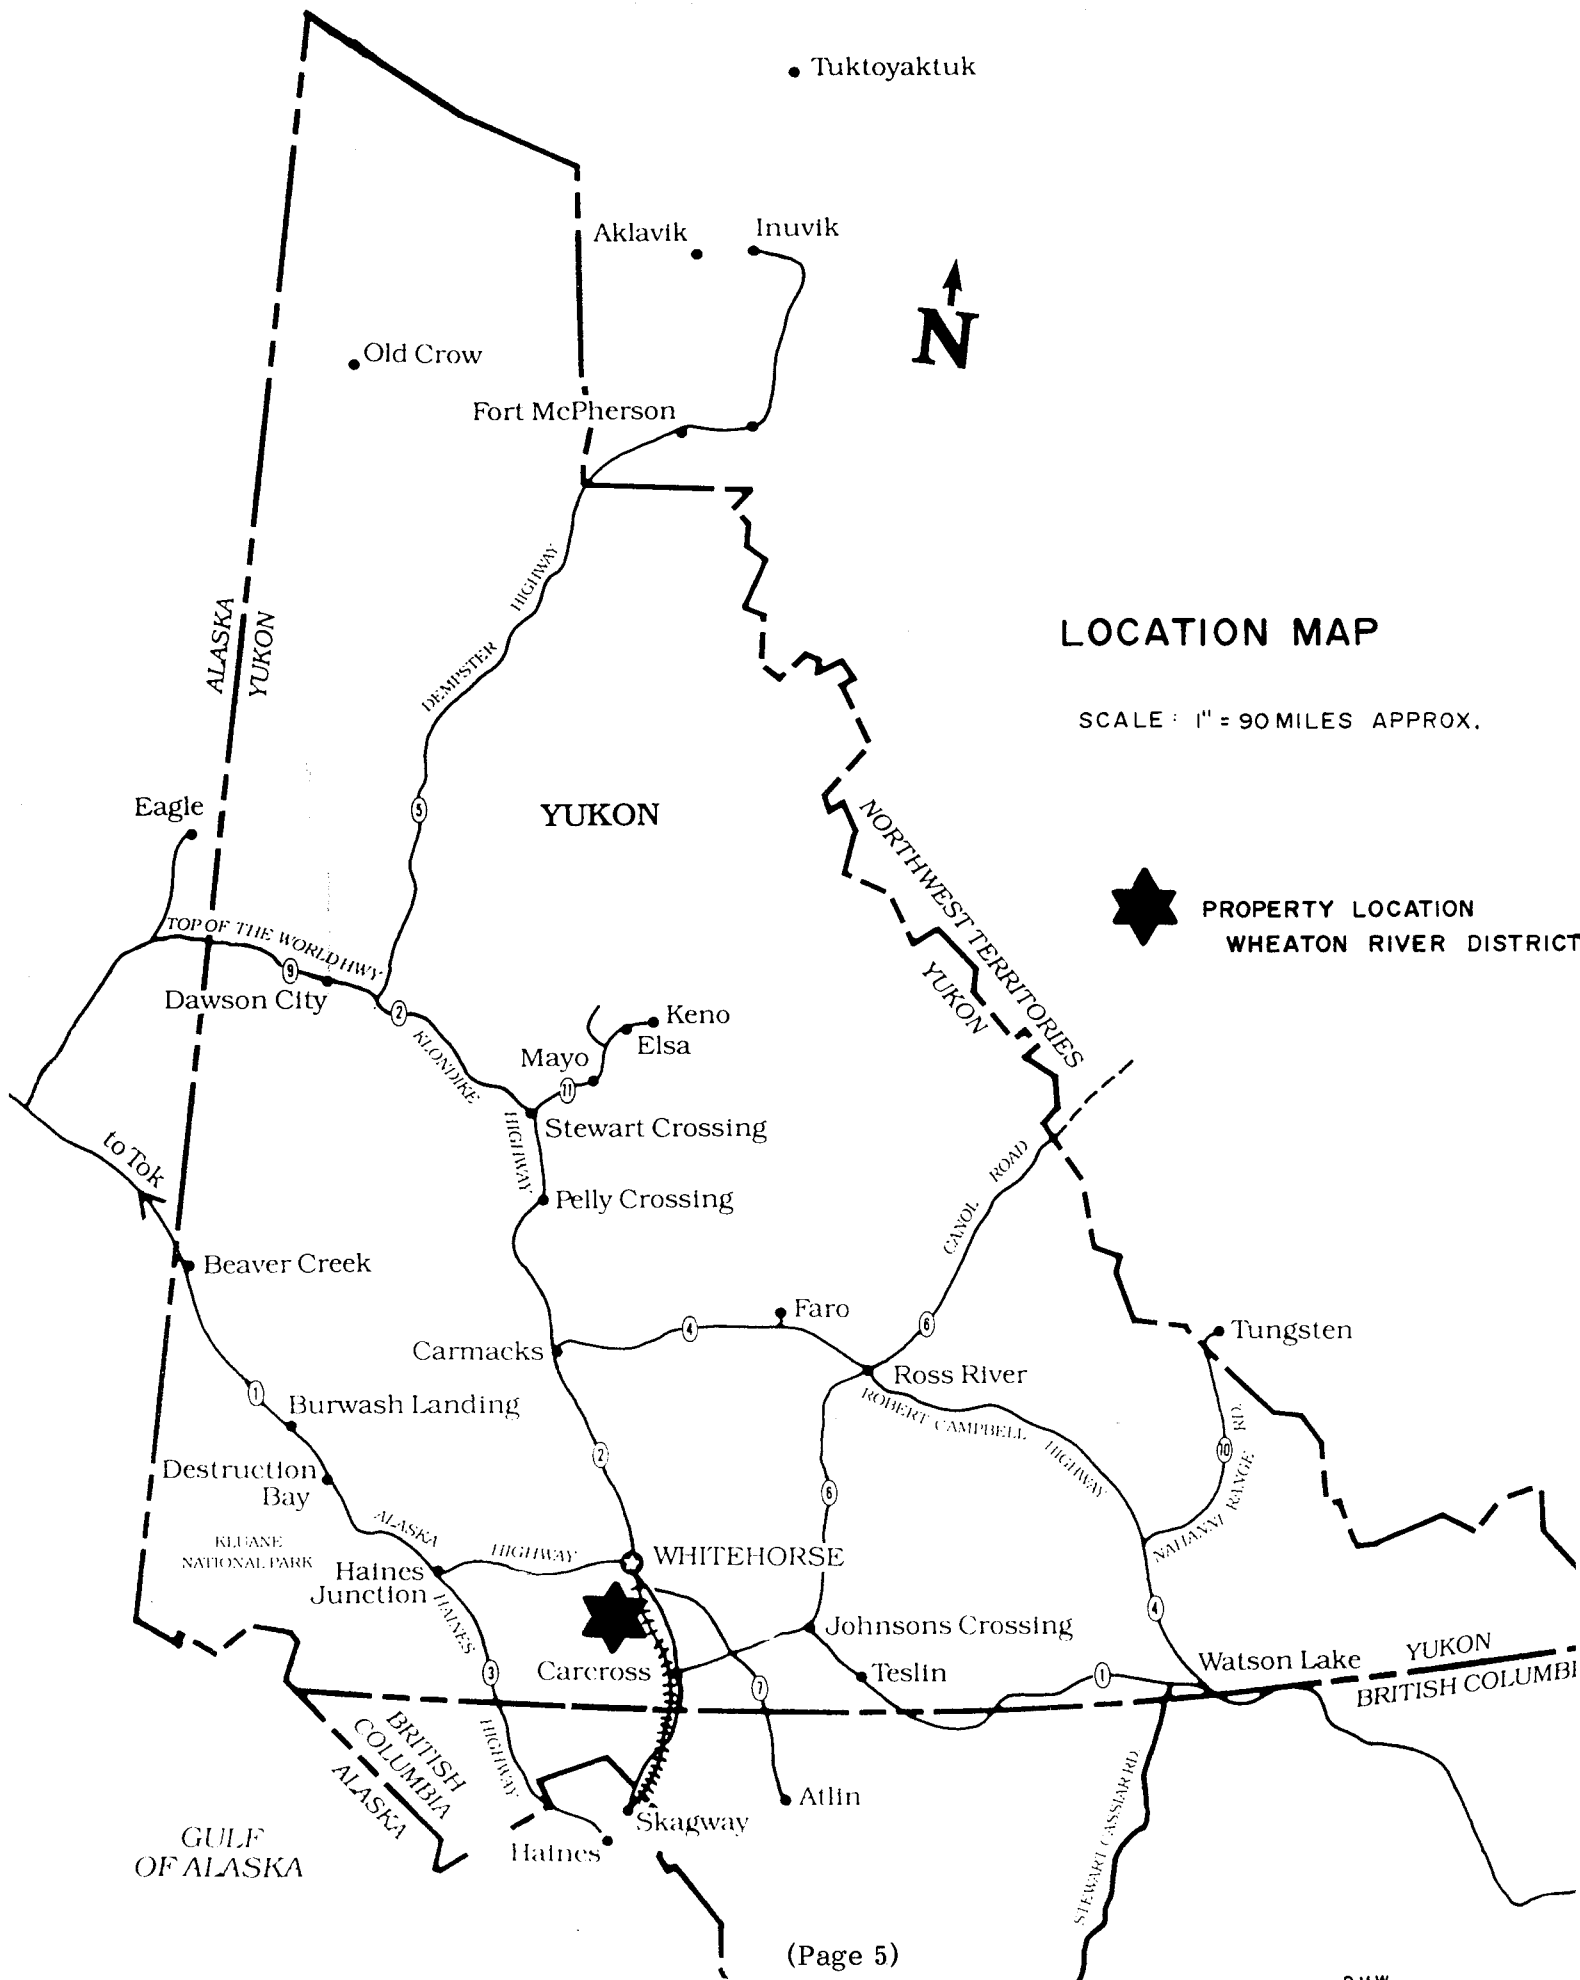 Tuktoyaktuk
Aklavik
Inuvik
N
Old Crow
Fort McPherson
DEMPSTER HIGHWAY
ALASKA
YUKON
LOCATION MAP
SCALE: 1" = 90 MILES APPROX.
Eagle
5
YUKON
NORTHWEST TERRITORIES
YUKON
PROPERTY LOCATION
WHEATON RIVER DISTRICT
TOP OF THE WORLD HWY
9
Dawson City
2
KLONDIKE HIGHWAY
Keno
Elsa
Mayo
11
Stewart Crossing
to Tok
Pelly Crossing
CANOL ROAD
Beaver Creek
Faro
4
6
Tungsten
Carmacks
Ross River
1
Burwash Landing
ROBERT CAMPBELL HIGHWAY
2
10
NAHANNI RANGE RD.
Destruction
Bay
6
ALASKA HIGHWAY
KLUANE
NATIONAL PARK
WHITEHORSE
Haines
Junction
4
HAINES HIGHWAY
3
Johnsons Crossing
Carcross
Teslin
7
1
Watson Lake
YUKON
BRITISH COLUMBI
BRITISH
COLUMBIA
ALASKA
STEWART CASSIAR RD
Atlin
Skagway
Haines
GULF
OF ALASKA
(Page 5)